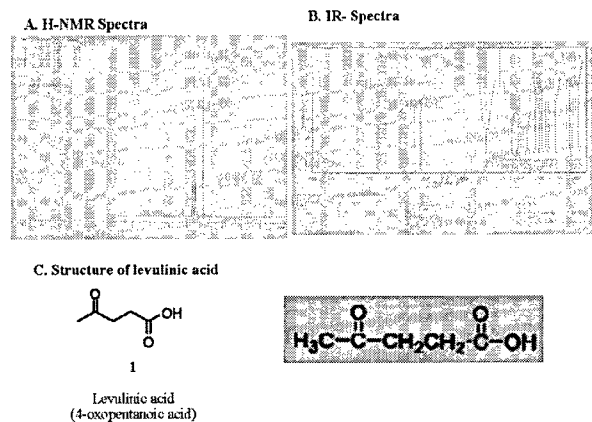 A. H-NMR Spectra
B. IR- Spectra
C. Structure of levulinic acid
O
OH
O
1
Levulinic acid
(4-oxopentanoic acid)
O O
H₃C-C-CH₂CH₂-C-OH